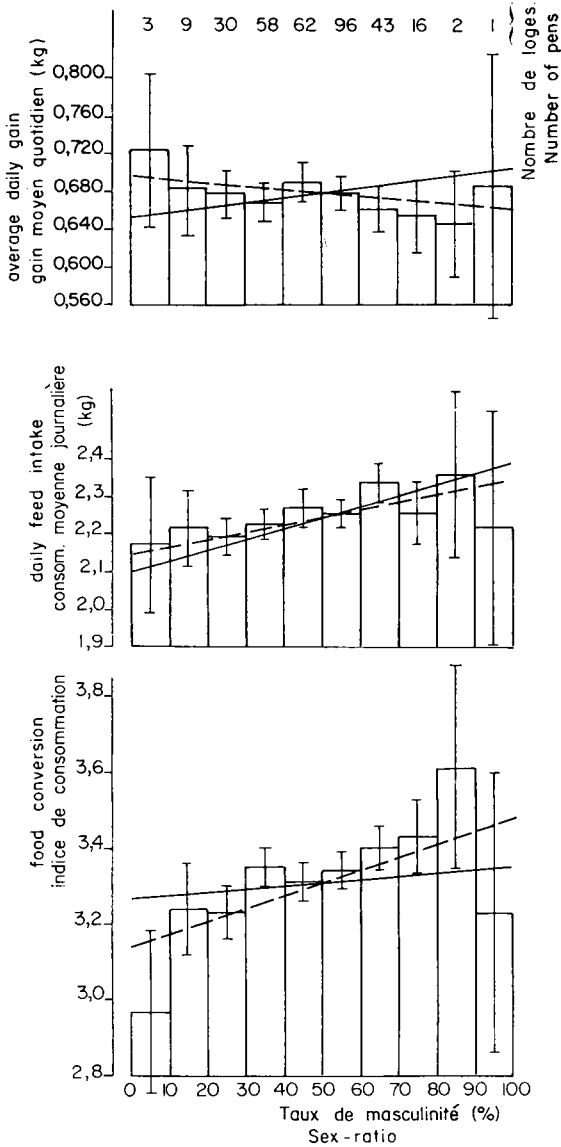 3 9 30 58 62 96 43 16 2 1
Nombre de loges.
Number of pens
average daily gain
gain moyen quotidien (kg)
0,800
0,760
0,720
0,680
0,640
0,600
0,560
daily feed intake
consom. moyenne journalière
(kg)
2,4
2,3
2,2
2,1
2,0
1,9
food conversion
indice de consommation
3,8
3,6
3,4
3,2
3,0
2,8
0 10 20 30 40 50 60 70 80 90 100
Taux de masculinité (%)
Sex-ratio